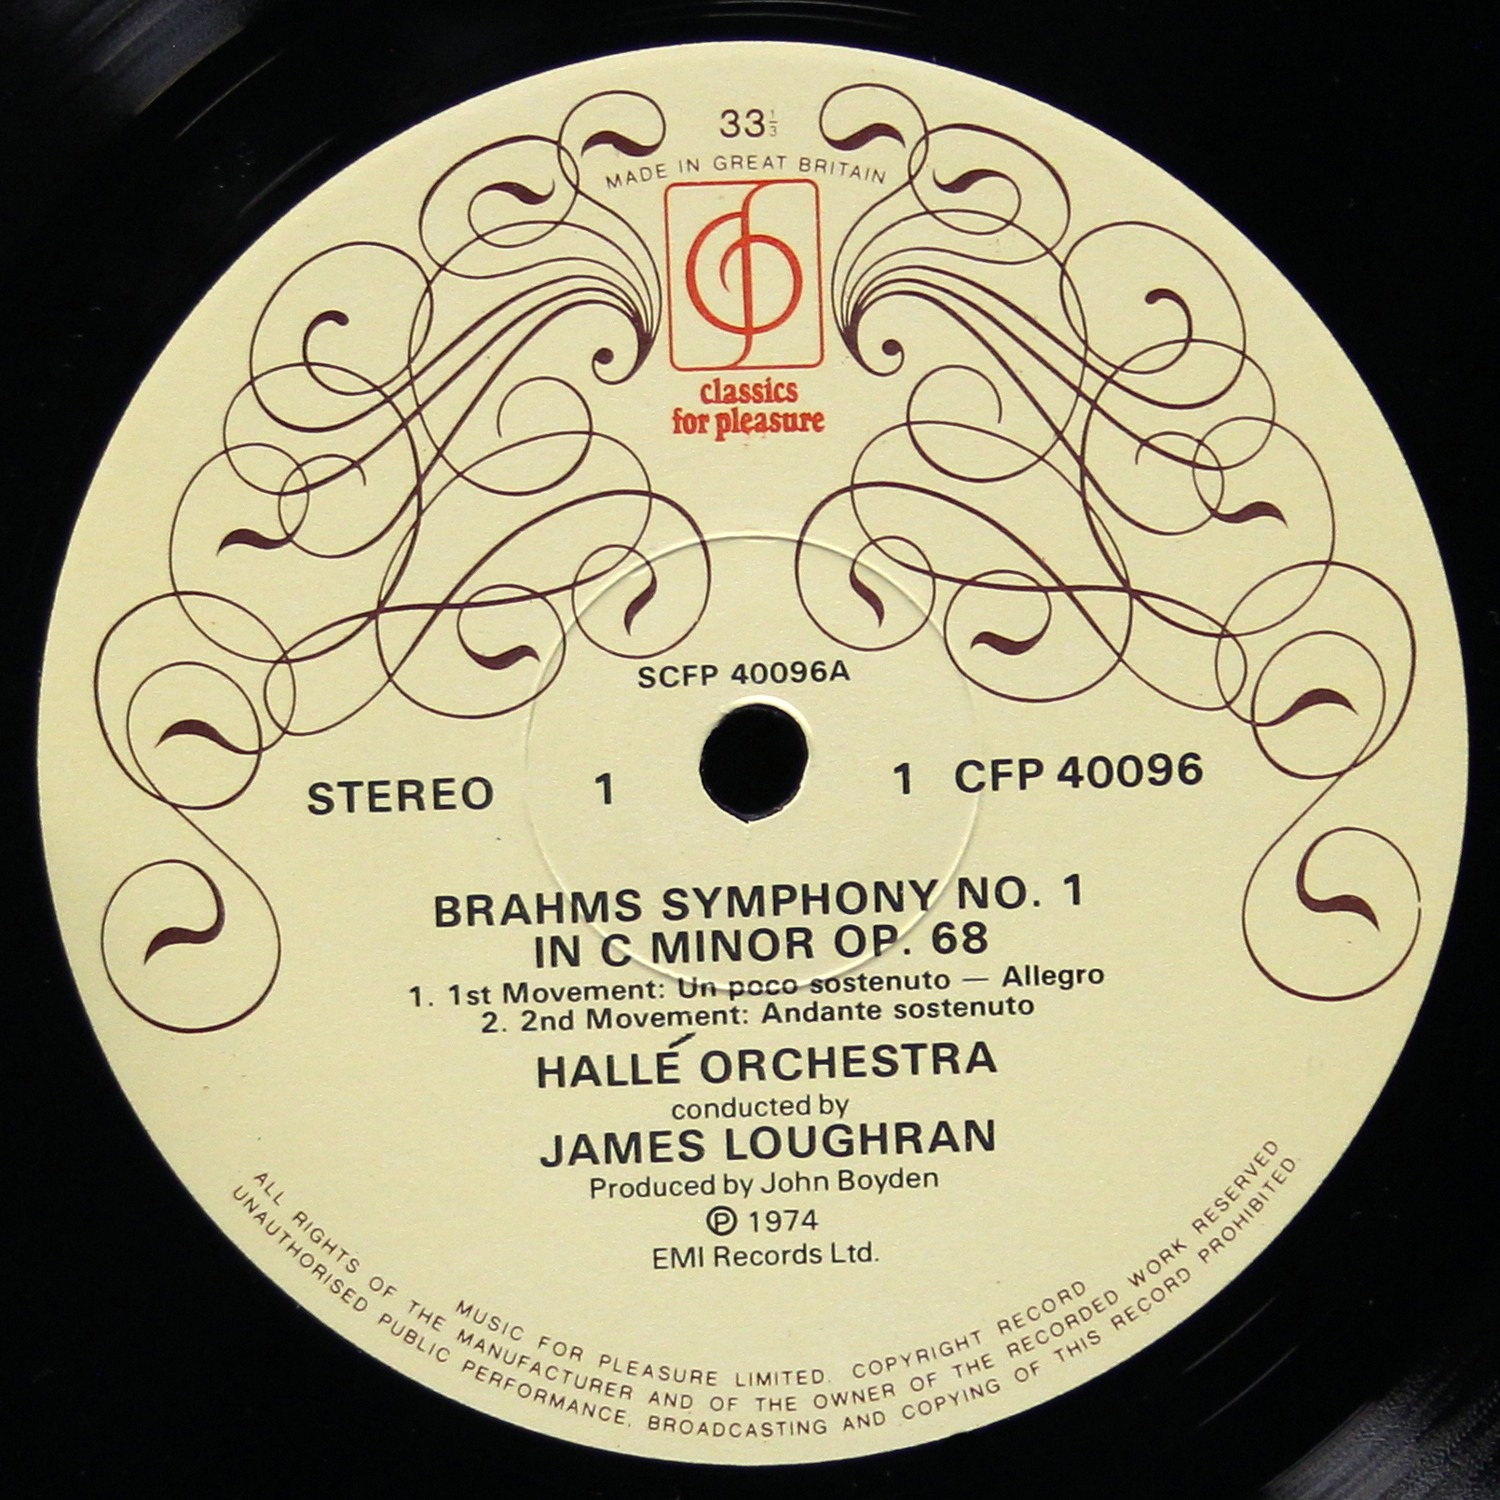 33⅓
MADE IN GREAT BRITAIN
classics
for pleasure
SCFP 40096A
STEREO 1 1 CFP 40096
BRAHMS SYMPHONY NO. 1
IN C MINOR OP. 68
1. 1st Movement: Un poco sostenuto — Allegro
2. 2nd Movement: Andante sostenuto
HALLÉ ORCHESTRA
conducted by
JAMES LOUGHRAN
Produced by John Boyden
℗ 1974
EMI Records Ltd.
MUSIC FOR PLEASURE LIMITED. COPYRIGHT RECORD
ALL RIGHTS OF THE MANUFACTURER AND OF THE OWNER OF THE RECORDED WORK RESERVED
UNAUTHORISED PUBLIC PERFORMANCE, BROADCASTING AND COPYING OF THIS RECORD PROHIBITED.